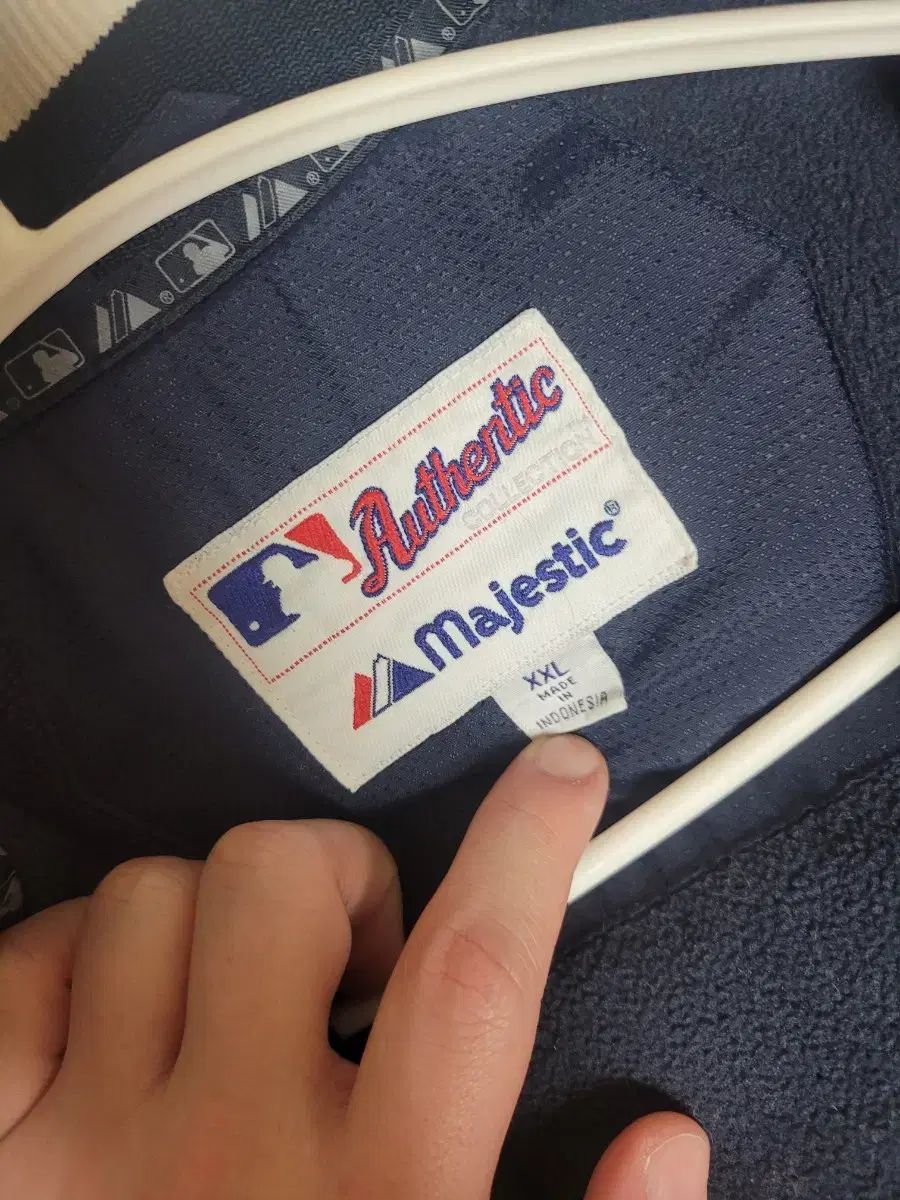 Authentic
COLLECTION
Majestic®
XXL
MADE
IN
INDONESIA